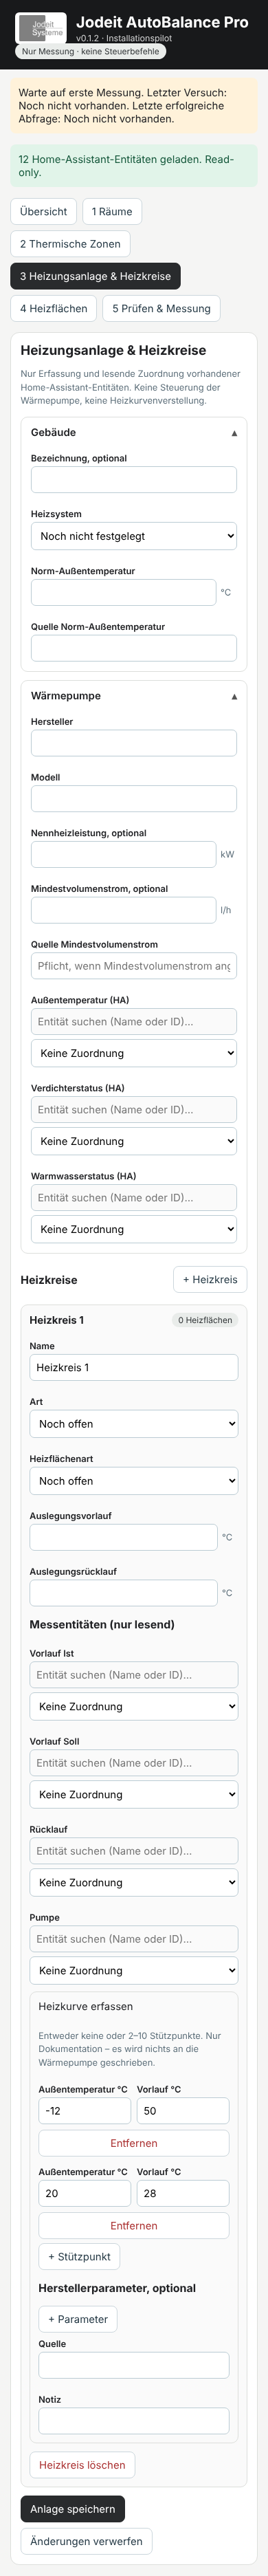 Jodeit Systeme
Jodeit AutoBalance Pro
v0.1.2 · Installationspilot
Nur Messung · keine Steuerbefehle
Warte auf erste Messung. Letzter Versuch:
Noch nicht vorhanden. Letzte erfolgreiche
Abfrage: Noch nicht vorhanden.
12 Home-Assistant-Entitäten geladen. Read-
only.
Übersicht
1 Räume
2 Thermische Zonen
3 Heizungsanlage & Heizkreise
4 Heizflächen
5 Prüfen & Messung
Heizungsanlage & Heizkreise
Nur Erfassung und lesende Zuordnung vorhandener
Home-Assistant-Entitäten. Keine Steuerung der
Wärmepumpe, keine Heizkurvenverstellung.
Gebäude
Bezeichnung, optional
Heizsystem
Noch nicht festgelegt
Norm-Außentemperatur
°C
Quelle Norm-Außentemperatur
Wärmepumpe
Hersteller
Modell
Nennheizleistung, optional
kW
Mindestvolumenstrom, optional
l/h
Quelle Mindestvolumenstrom
Pflicht, wenn Mindestvolumenstrom ang
Außentemperatur (HA)
Entität suchen (Name oder ID)...
Keine Zuordnung
Verdichterstatus (HA)
Entität suchen (Name oder ID)...
Keine Zuordnung
Warmwasserstatus (HA)
Entität suchen (Name oder ID)...
Keine Zuordnung
Heizkreise
+ Heizkreis
Heizkreis 1
0 Heizflächen
Name
Heizkreis 1
Art
Noch offen
Heizflächenart
Noch offen
Auslegungsvorlauf
°C
Auslegungsrücklauf
°C
Messentitäten (nur lesend)
Vorlauf Ist
Entität suchen (Name oder ID)...
Keine Zuordnung
Vorlauf Soll
Entität suchen (Name oder ID)...
Keine Zuordnung
Rücklauf
Entität suchen (Name oder ID)...
Keine Zuordnung
Pumpe
Entität suchen (Name oder ID)...
Keine Zuordnung
Heizkurve erfassen
Entweder keine oder 2–10 Stützpunkte. Nur
Dokumentation – es wird nichts an die
Wärmepumpe geschrieben.
Außentemperatur °C Vorlauf °C
-12 50
Entfernen
Außentemperatur °C Vorlauf °C
20 28
Entfernen
+ Stützpunkt
Herstellerparameter, optional
+ Parameter
Quelle
Notiz
Heizkreis löschen
Anlage speichern
Änderungen verwerfen